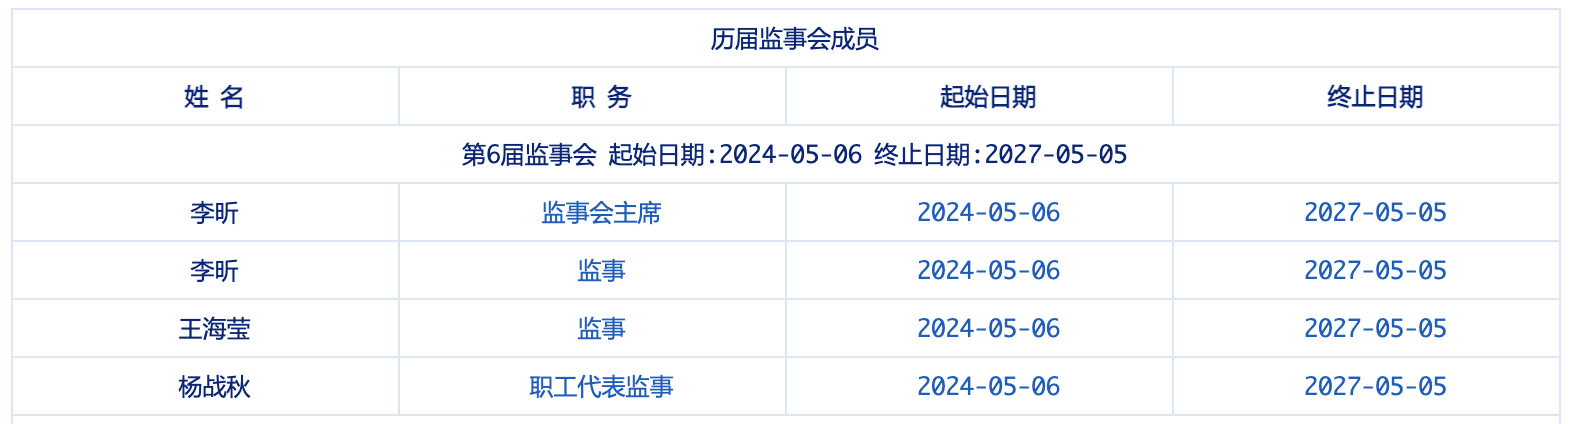 历届监事会成员
姓 名 职 务 起始日期 终止日期
第6届监事会 起始日期:2024-05-06 终止日期:2027-05-05
李昕 监事会主席 2024-05-06 2027-05-05
李昕 监事 2024-05-06 2027-05-05
王海莹 监事 2024-05-06 2027-05-05
杨战秋 职工代表监事 2024-05-06 2027-05-05